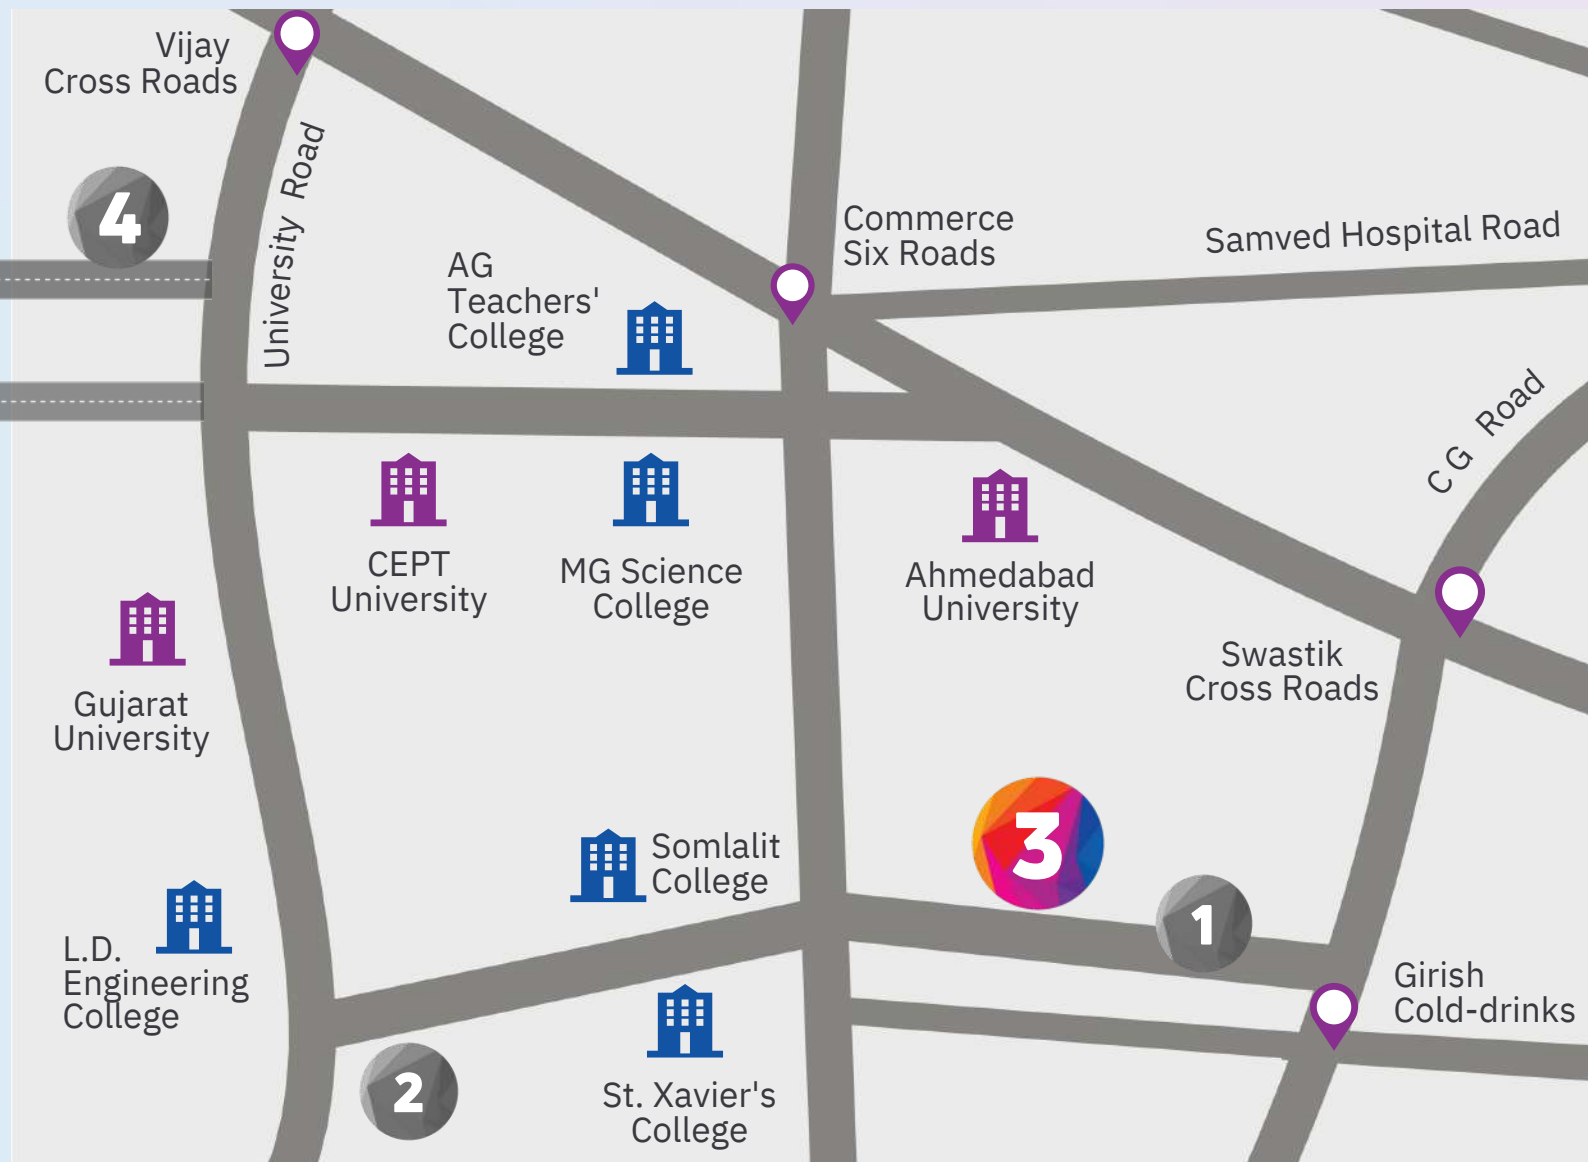 Vijay
Cross Roads
4
University Road
AG
Teachers'
College
Commerce
Six Roads
Samved Hospital Road
C G Road
CEPT
University
MG Science
College
Ahmedabad
University
Gujarat
University
Swastik
Cross Roads
Somlalit
College
3
1
L.D.
Engineering
College
Girish
Cold-drinks
2
St. Xavier's
College